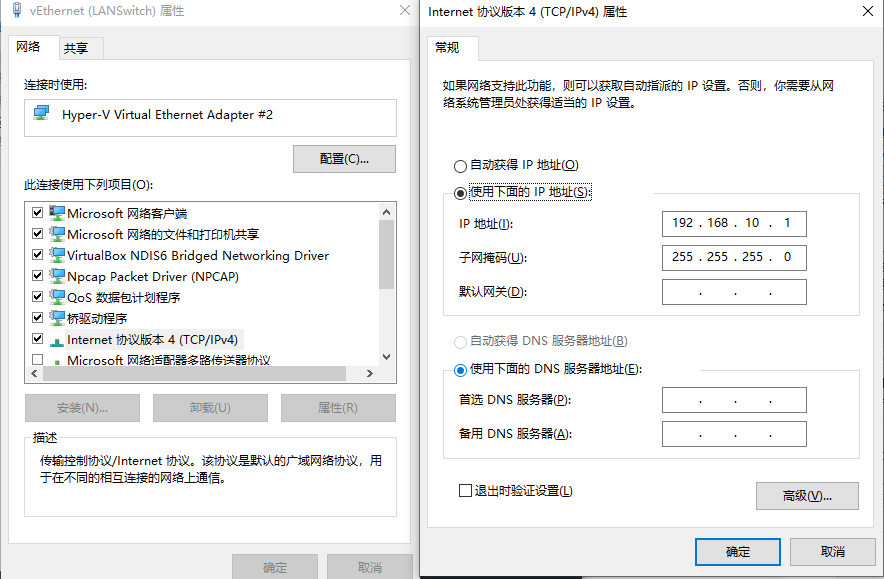 vEthernet (LANSwitch) 属性
网络
共享
连接时使用:
Hyper-V Virtual Ethernet Adapter #2
配置(C)...
此连接使用下列项目(O):
Microsoft 网络客户端
Microsoft 网络的文件和打印机共享
VirtualBox NDIS6 Bridged Networking Driver
Npcap Packet Driver (NPCAP)
QoS 数据包计划程序
桥驱动程序
Internet 协议版本 4 (TCP/IPv4)
Microsoft 网络适配器多路传送器协议
安装(N)...
卸载(U)
属性(R)
描述
传输控制协议/Internet 协议。该协议是默认的广域网络协议，用
于在不同的相互连接的网络上通信。
确定
取消
Internet 协议版本 4 (TCP/IPv4) 属性
常规
如果网络支持此功能，则可以获取自动指派的 IP 设置。否则，你需要从网
络系统管理员处获得适当的 IP 设置。
自动获得 IP 地址(O)
使用下面的 IP 地址(S):
IP 地址(I):
192 . 168 . 10 . 1
子网掩码(U):
255 . 255 . 255 . 0
默认网关(D):
. . .
自动获得 DNS 服务器地址(B)
使用下面的 DNS 服务器地址(E):
首选 DNS 服务器(P):
. . .
备用 DNS 服务器(A):
. . .
退出时验证设置(L)
高级(V)...
确定
取消